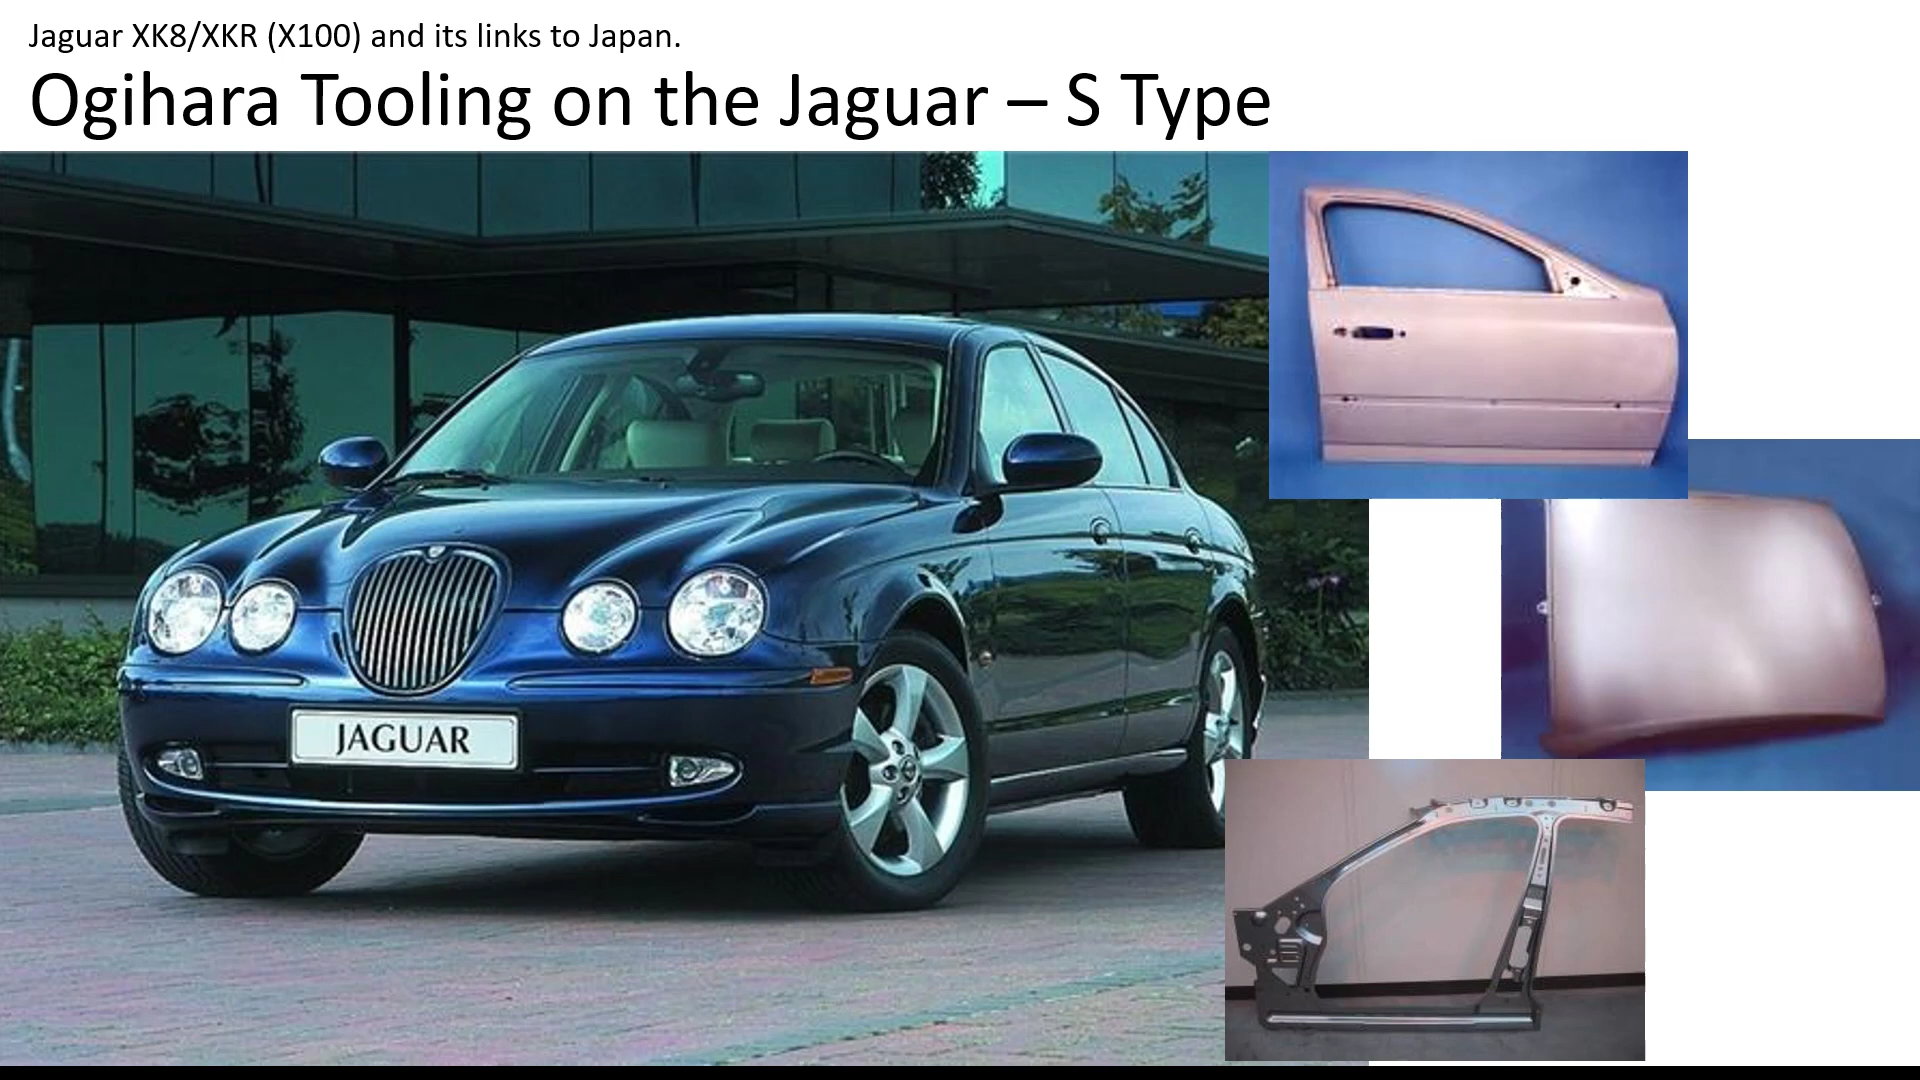 Jaguar XK8/XKR (X100) and its links to Japan.
Ogihara Tooling on the Jaguar – S Type
JAGUAR